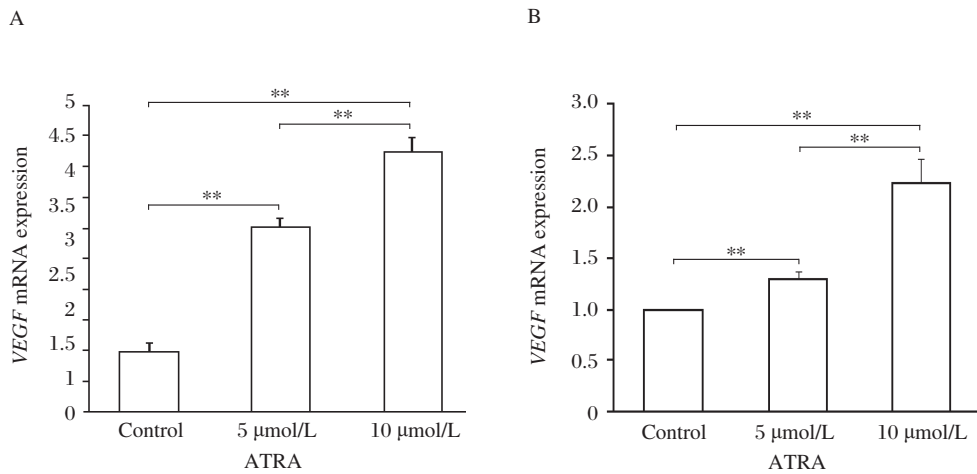 A
VEGF mRNA expression
5
4.5
4
3.5
3
2.5
2
1.5
1
0
**
**
**
Control 5 μmol/L 10 μmol/L
ATRA
B
VEGF mRNA expression
3.0
2.5
2.0
1.5
1.0
0.5
0.0
**
**
**
Control 5 μmol/L 10 μmol/L
ATRA